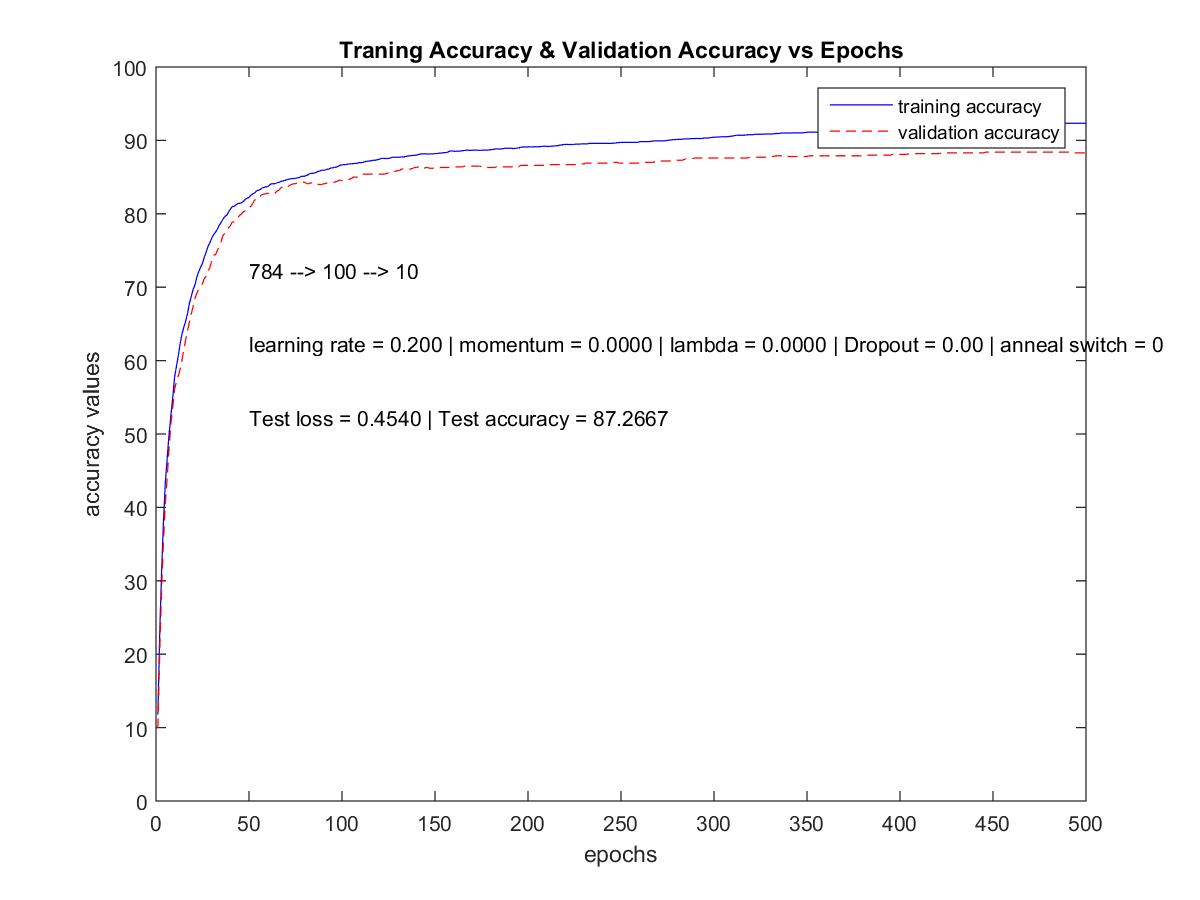 Traning Accuracy & Validation Accuracy vs Epochs
100
training accuracy
validation accuracy
90
80
784 --> 100 --> 10
70
learning rate = 0.200 | momentum = 0.0000 | lambda = 0.0000 | Dropout = 0.00 | anneal switch = 0
60
Test loss = 0.4540 | Test accuracy = 87.2667
50
40
30
20
10
0
accuracy values
0 50 100 150 200 250 300 350 400 450 500
epochs